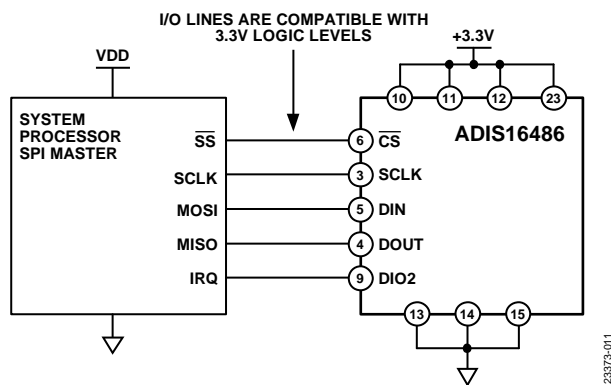 I/O LINES ARE COMPATIBLE WITH
3.3V LOGIC LEVELS
VDD
+3.3V
10 11 12 23
SYSTEM
PROCESSOR
SPI MASTER
ADIS16486
SS 6 CS
SCLK 3 SCLK
MOSI 5 DIN
MISO 4 DOUT
IRQ 9 DIO2
13 14 15
23373-011